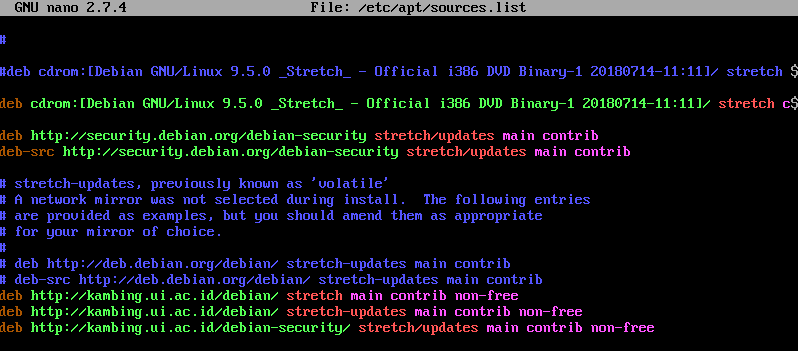 GNU nano 2.7.4 File: /etc/apt/sources.list
#
#deb cdrom:[Debian GNU/Linux 9.5.0 _Stretch_ - Official i386 DVD Binary-1 20180714-11:11]/ stretch $
deb cdrom:[Debian GNU/Linux 9.5.0 _Stretch_ - Official i386 DVD Binary-1 20180714-11:11]/ stretch c$
deb http://security.debian.org/debian-security stretch/updates main contrib
deb-src http://security.debian.org/debian-security stretch/updates main contrib
# stretch-updates, previously known as 'volatile'
# A network mirror was not selected during install.  The following entries
# are provided as examples, but you should amend them as appropriate
# for your mirror of choice.
#
# deb http://deb.debian.org/debian/ stretch-updates main contrib
# deb-src http://deb.debian.org/debian/ stretch-updates main contrib
deb http://kambing.ui.ac.id/debian/ stretch main contrib non-free
deb http://kambing.ui.ac.id/debian/ stretch-updates main contrib non-free
deb http://kambing.ui.ac.id/debian-security/ stretch/updates main contrib non-free